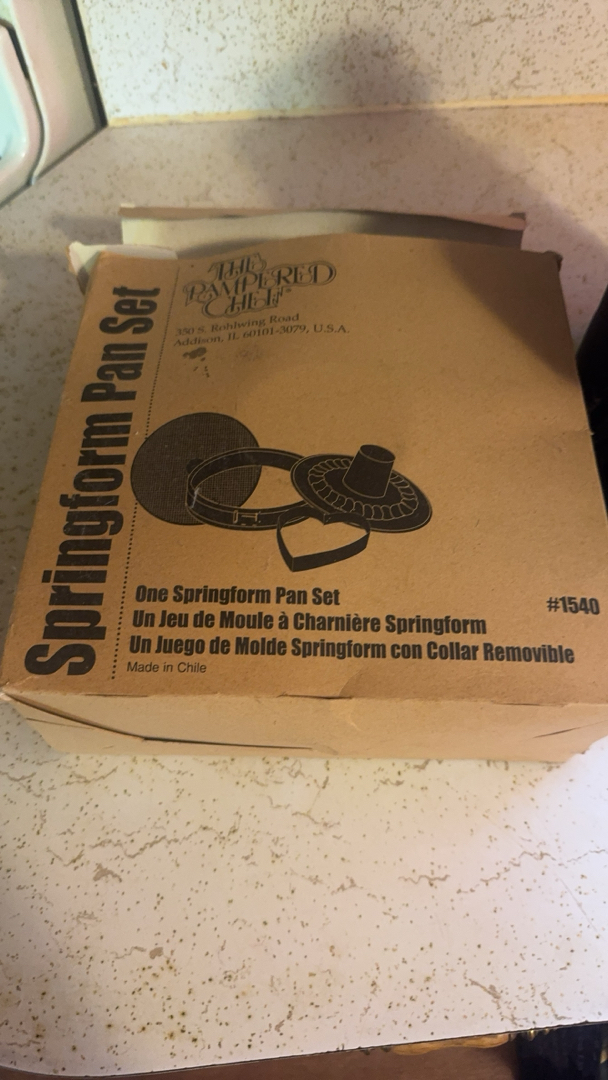 Springform Pan Set
THE
PAMPERED
CHEF®
350 S. Rohlwing Road
Addison, IL 60101-3079, U.S.A.
One Springform Pan Set
#1540
Un Jeu de Moule à Charnière Springform
Un Juego de Molde Springform con Collar Removible
Made in Chile